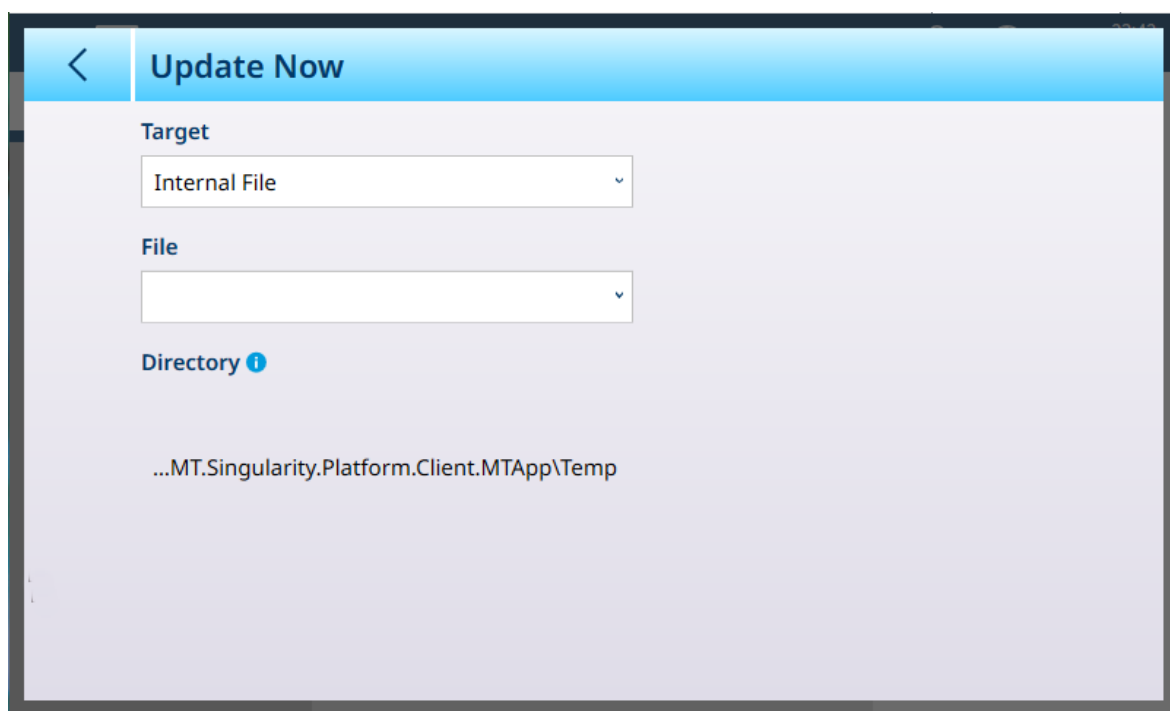 Update Now
Target
Internal File
File
Directory
...MT.Singularity.Platform.Client.MTApp\Temp